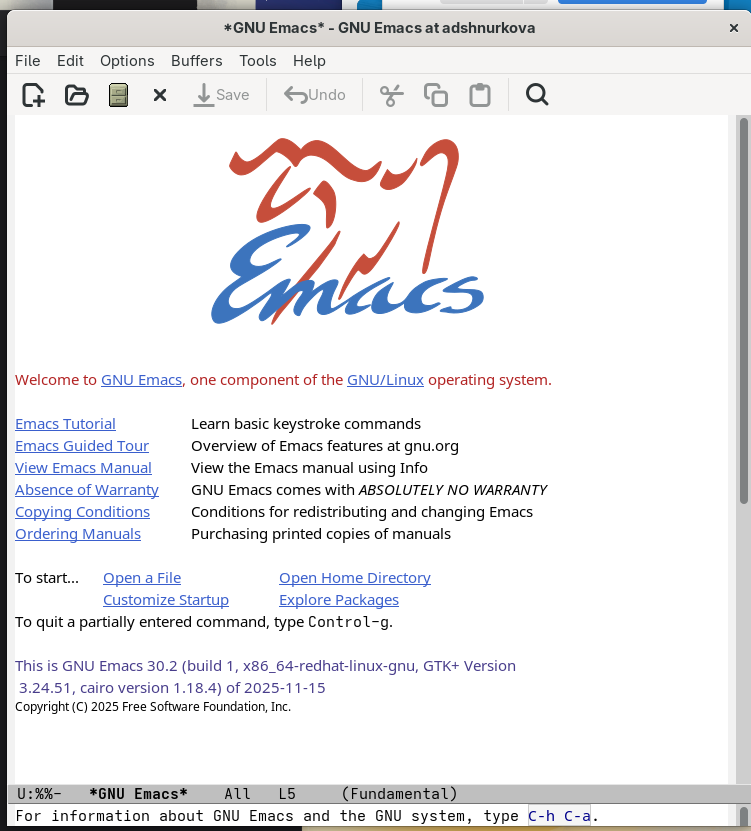 *GNU Emacs* - GNU Emacs at adshnurkova
File Edit Options Buffers Tools Help
Save Undo
Emacs
Welcome to GNU Emacs, one component of the GNU/Linux operating system.
Emacs Tutorial Learn basic keystroke commands
Emacs Guided Tour Overview of Emacs features at gnu.org
View Emacs Manual View the Emacs manual using Info
Absence of Warranty GNU Emacs comes with ABSOLUTELY NO WARRANTY
Copying Conditions Conditions for redistributing and changing Emacs
Ordering Manuals Purchasing printed copies of manuals
To start... Open a File Open Home Directory
Customize Startup Explore Packages
To quit a partially entered command, type Control-g.
This is GNU Emacs 30.2 (build 1, x86_64-redhat-linux-gnu, GTK+ Version
3.24.51, cairo version 1.18.4) of 2025-11-15
Copyright (C) 2025 Free Software Foundation, Inc.
U:%%- *GNU Emacs* All L5 (Fundamental)
For information about GNU Emacs and the GNU system, type C-h C-a.